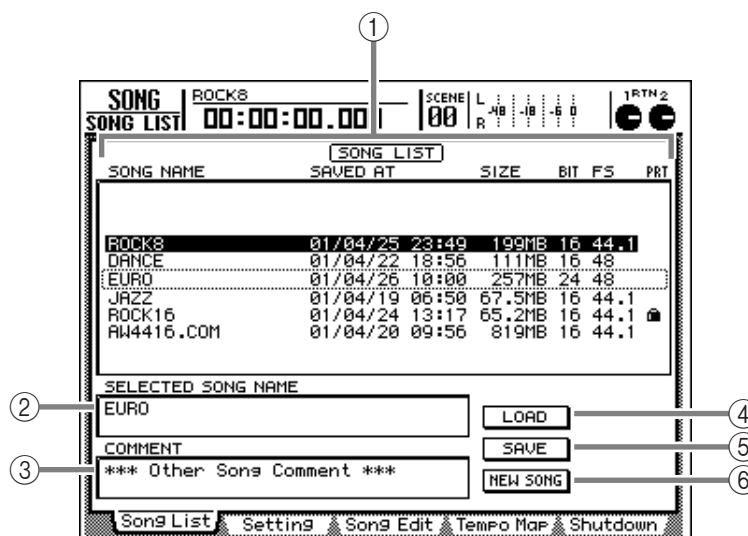 ①
SONG
SONG LIST
ROCK8
00:00:00.00
SCENE
00
L
R
-48 -18 -6 0
1 RTN 2
SONG LIST
SONG NAME SAVED AT SIZE BIT FS PRT
ROCK8 01/04/25 23:49 199MB 16 44.1
DANCE 01/04/22 18:56 111MB 16 48
EURO 01/04/26 10:00 257MB 24 48
JAZZ 01/04/19 06:50 67.5MB 16 44.1
ROCK16 01/04/24 13:17 65.2MB 16 44.1
AW4416.COM 01/04/20 09:56 819MB 16 44.1
SELECTED SONG NAME
② EURO
LOAD ④
COMMENT
SAVE ⑤
③ *** Other Song Comment ***
NEW SONG ⑥
Song List Setting Song Edit Tempo Map Shutdown